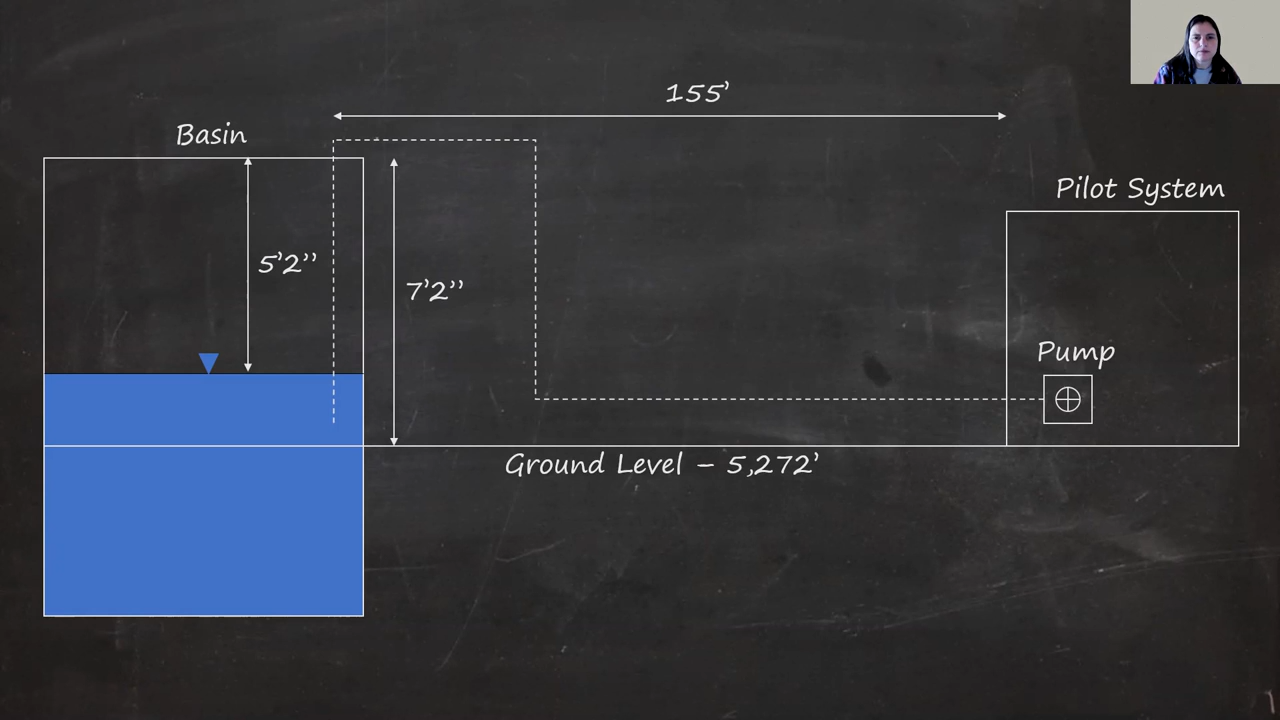 155’
Basin
Pilot System
5’2’’
7’2’’
Pump
Ground Level – 5,272’